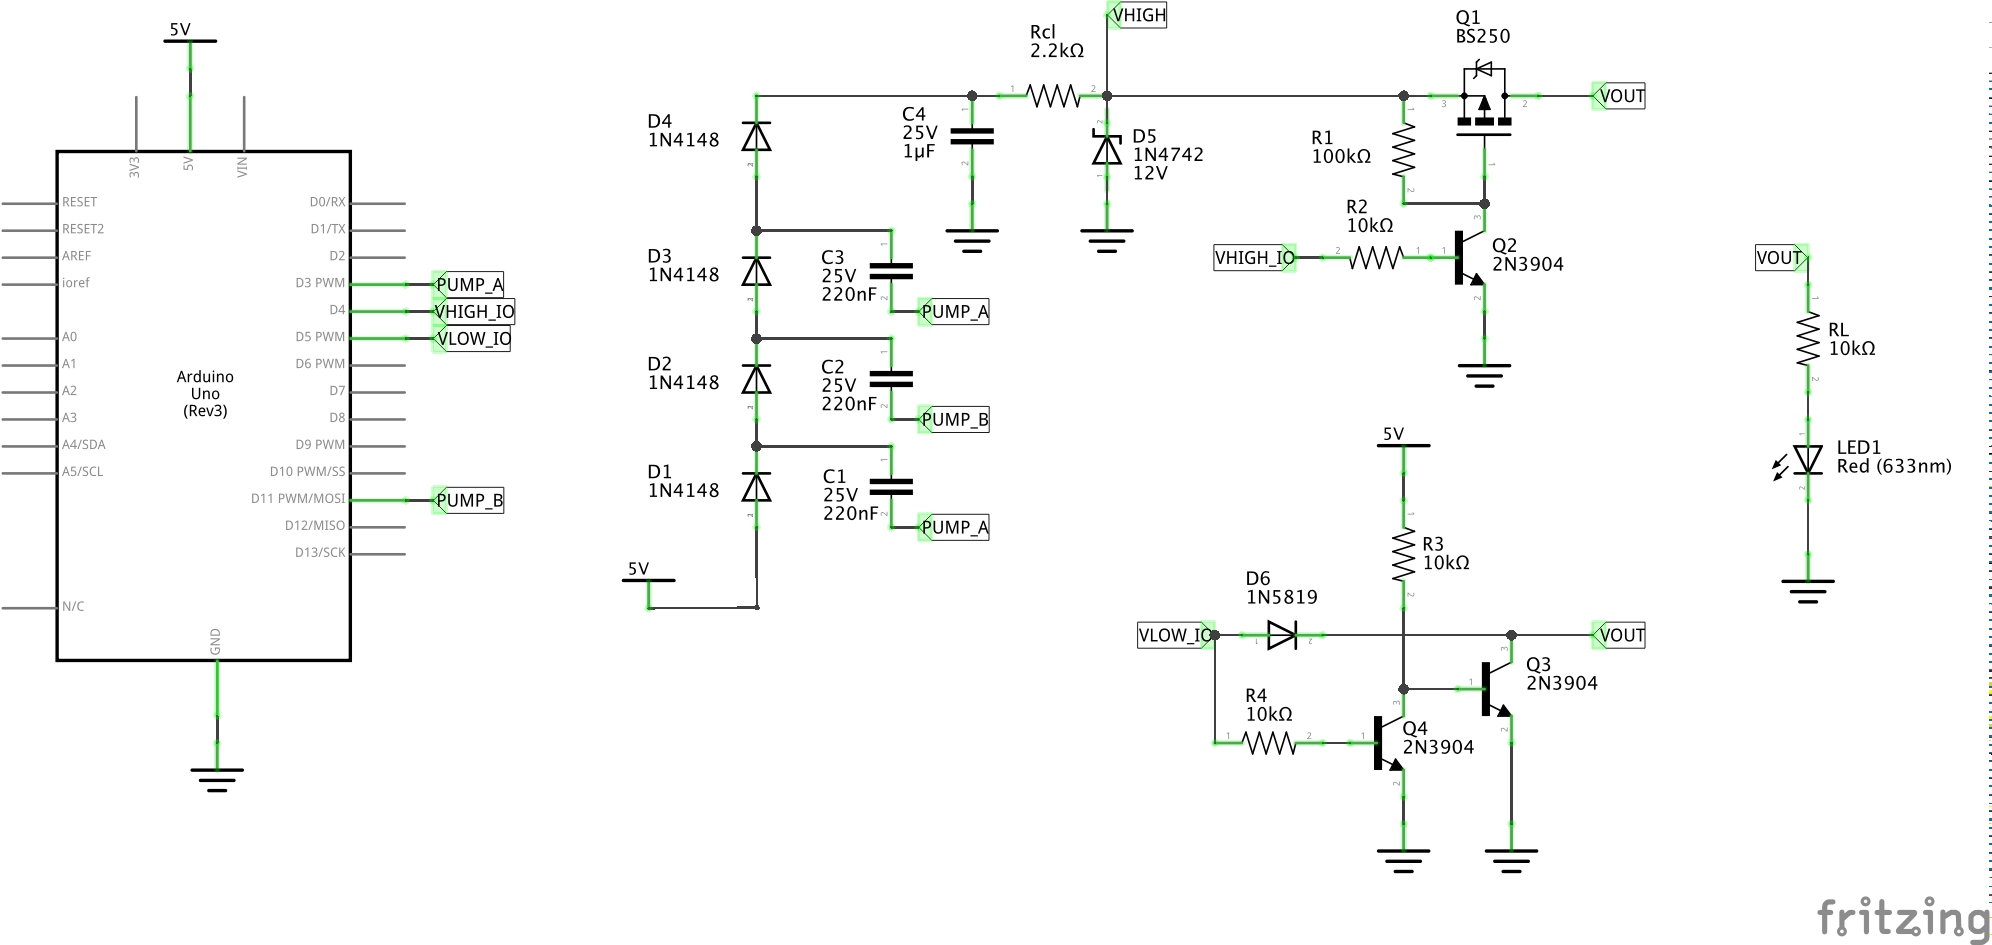 5V
3V3
5V
VIN
RESET
RESET2
AREF
ioref
A0
A1
A2
A3
A4/SDA
A5/SCL
N/C
Arduino
Uno
(Rev3)
D0/RX
D1/TX
D2
D3 PWM
D4
D5 PWM
D6 PWM
D7
D8
D9 PWM
D10 PWM/SS
D11 PWM/MOSI
D12/MISO
D13/SCK
GND
PUMP_A
VHIGH_IO
VLOW_IO
PUMP_B
D4
1N4148
D3
1N4148
D2
1N4148
D1
1N4148
5V
C3
25V
220nF
PUMP_A
C2
25V
220nF
PUMP_B
C1
25V
220nF
PUMP_A
C4
25V
1µF
Rcl
2.2kΩ
VHIGH
D5
1N4742
12V
Q1
BS250
VOUT
R1
100kΩ
R2
10kΩ
VHIGH_IO
Q2
2N3904
5V
R3
10kΩ
D6
1N5819
VLOW_IO
VOUT
R4
10kΩ
Q4
2N3904
Q3
2N3904
VOUT
RL
10kΩ
LED1
Red (633nm)
fritzing